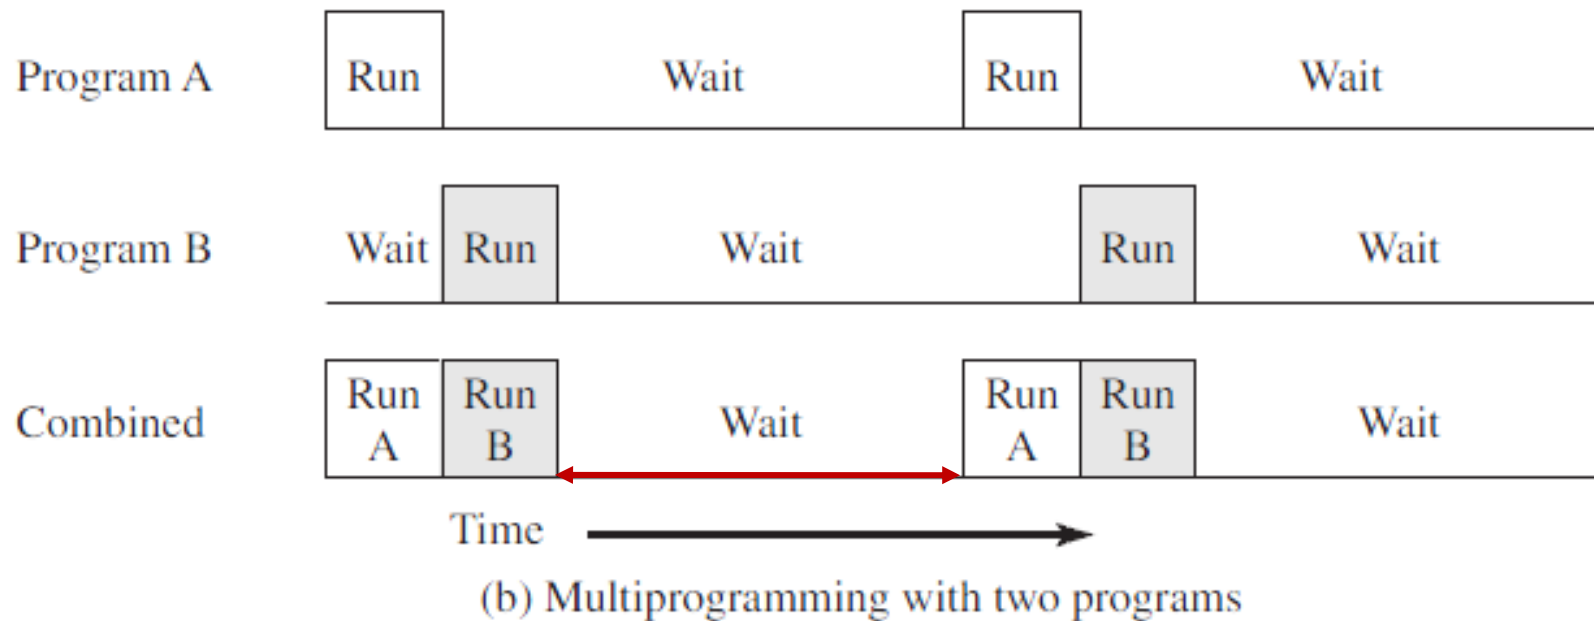 Program A Run Wait Run Wait
Program B Wait Run Wait Run Wait
Combined Run A Run B Wait Run A Run B Wait
Time
(b) Multiprogramming with two programs